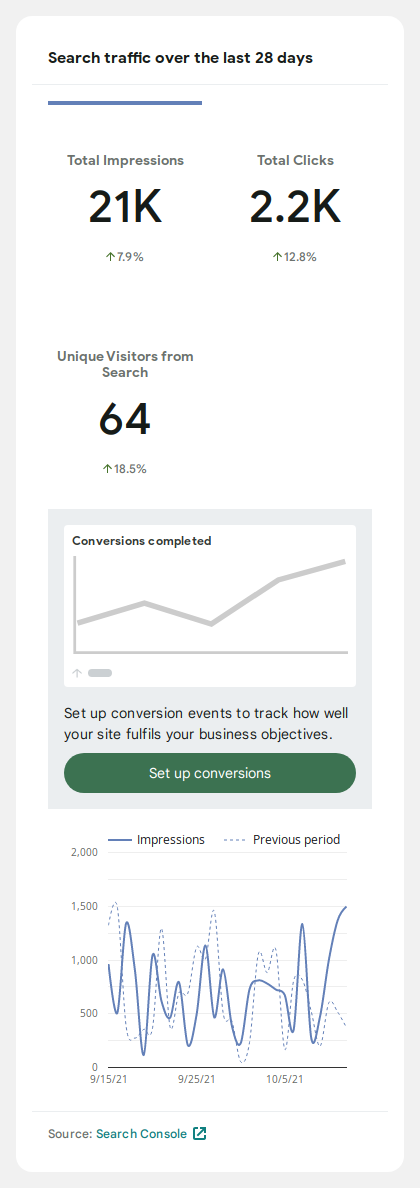 Search traffic over the last 28 days
Total Impressions
21K
↑7.9%
Total Clicks
2.2K
↑12.8%
Unique Visitors from
Search
64
↑18.5%
Conversions completed
Set up conversion events to track how well
your site fulfils your business objectives.
Set up conversions
Impressions
Previous period
2,000
1,500
1,000
500
0
9/15/21
9/25/21
10/5/21
Source: Search Console